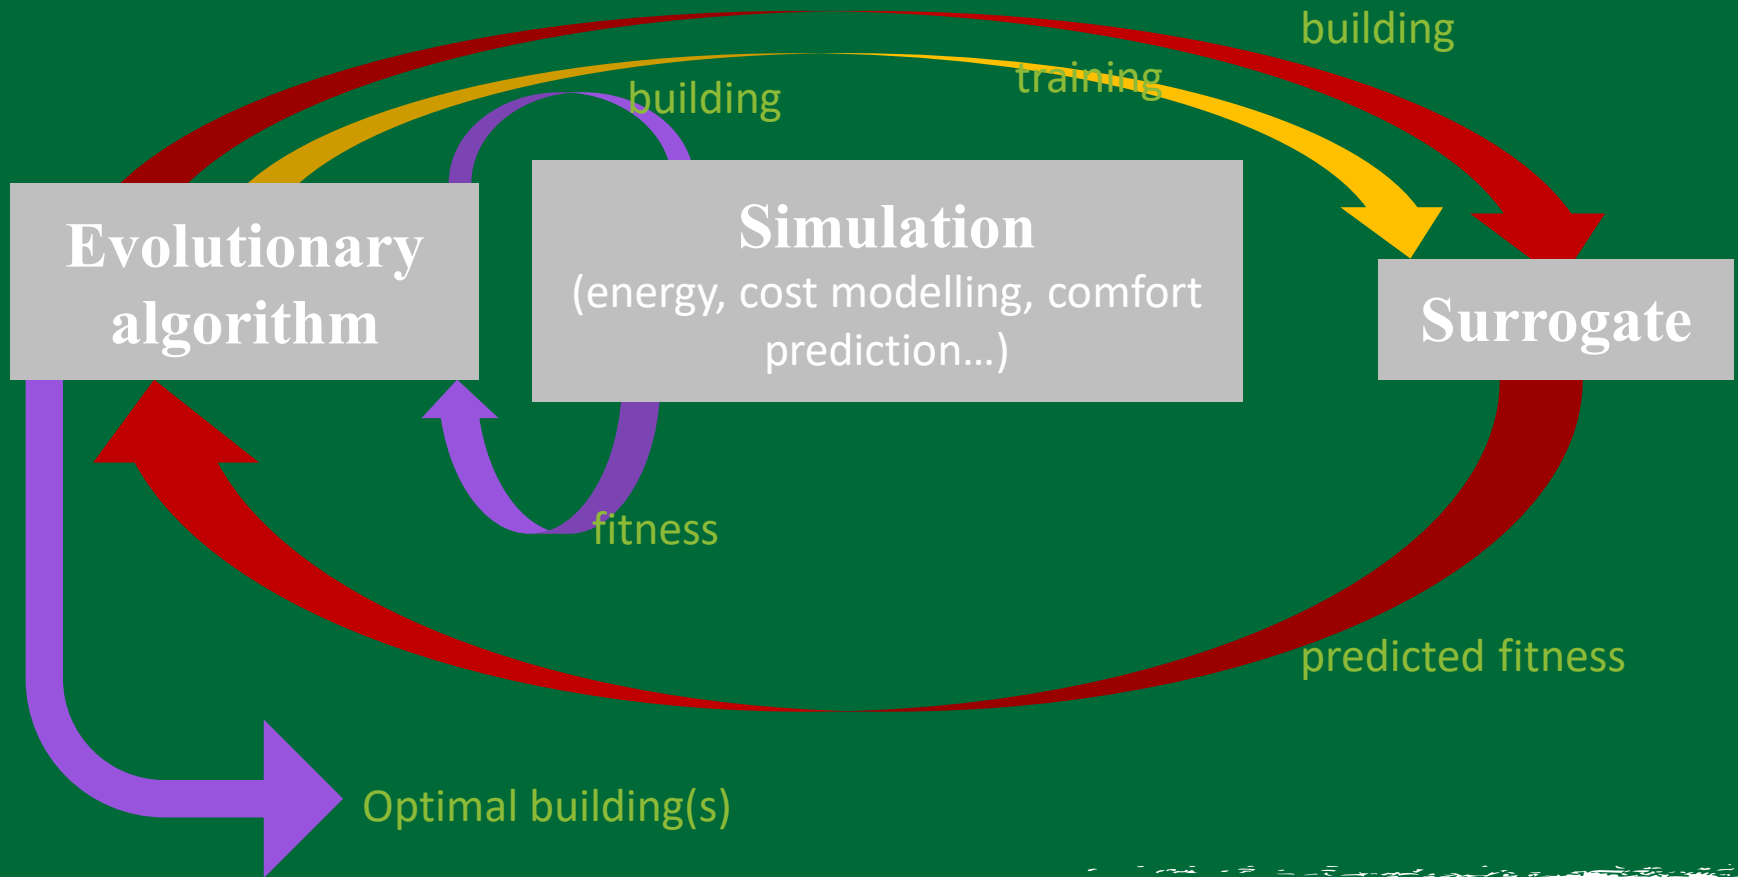 building
training
building
Evolutionary
algorithm
Simulation
(energy, cost modelling, comfort
prediction…)
Surrogate
fitness
predicted fitness
Optimal building(s)